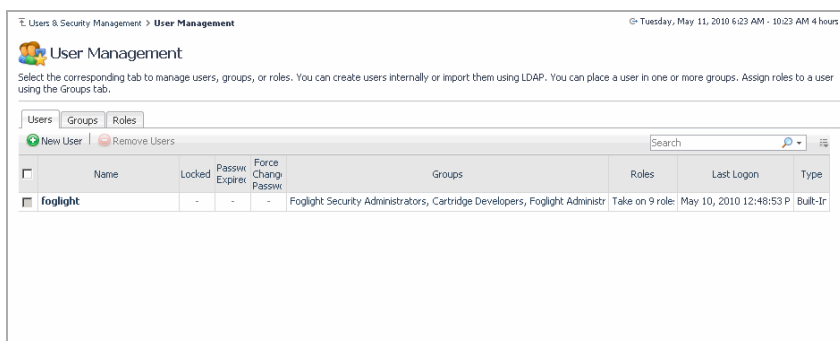 Users & Security Management > User Management
Tuesday, May 11, 2010 6:23 AM - 10:23 AM 4 hours
User Management
Select the corresponding tab to manage users, groups, or roles. You can create users internally or import them using LDAP. You can place a user in one or more groups. Assign roles to a user
using the Groups tab.
Users Groups Roles
New User Remove Users Search
Name Locked Passwo Expired Force Change Passwo Groups Roles Last Logon Type
foglight - - - Foglight Security Administrators, Cartridge Developers, Foglight Administr Take on 9 role: May 10, 2010 12:48:53 P Built-Ir